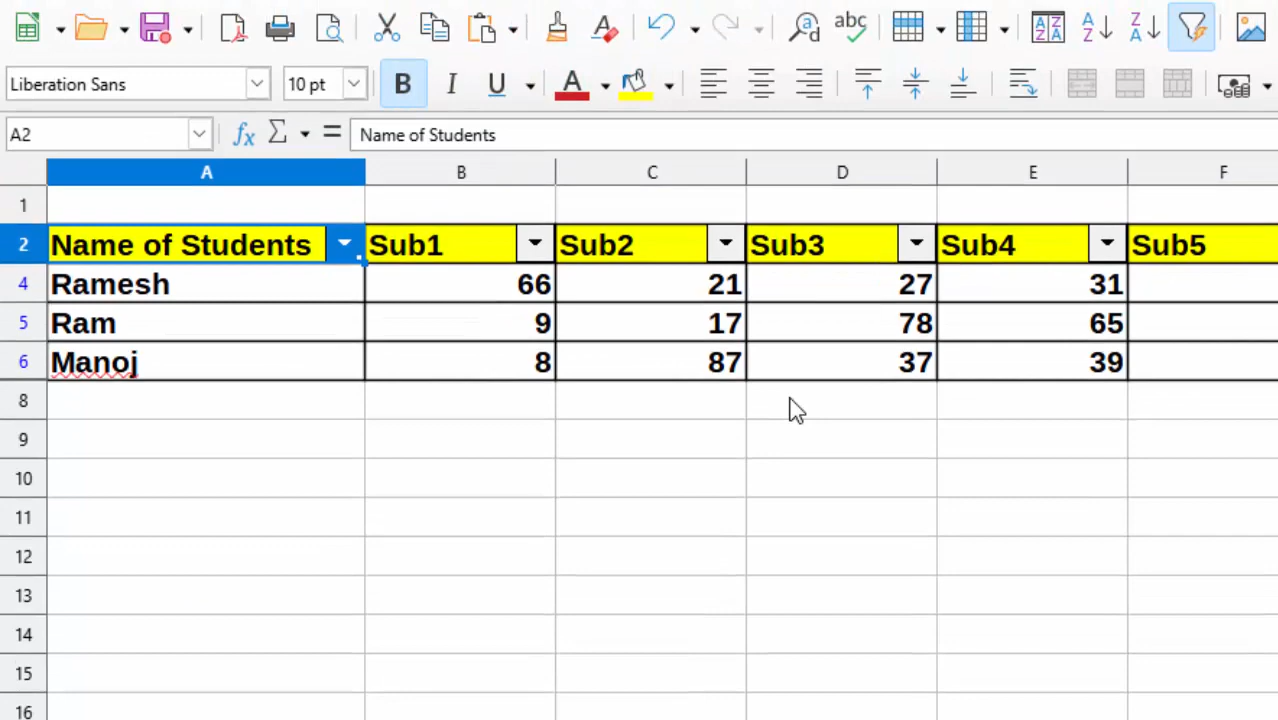 abc
Liberation Sans 10 pt B I U A
A2 fx Σ = Name of Students
A B C D E F
1
2 Name of Students Sub1 Sub2 Sub3 Sub4 Sub5
4 Ramesh 66 21 27 31
5 Ram 9 17 78 65
6 Manoj 8 87 37 39
8
9
10
11
12
13
14
15
16